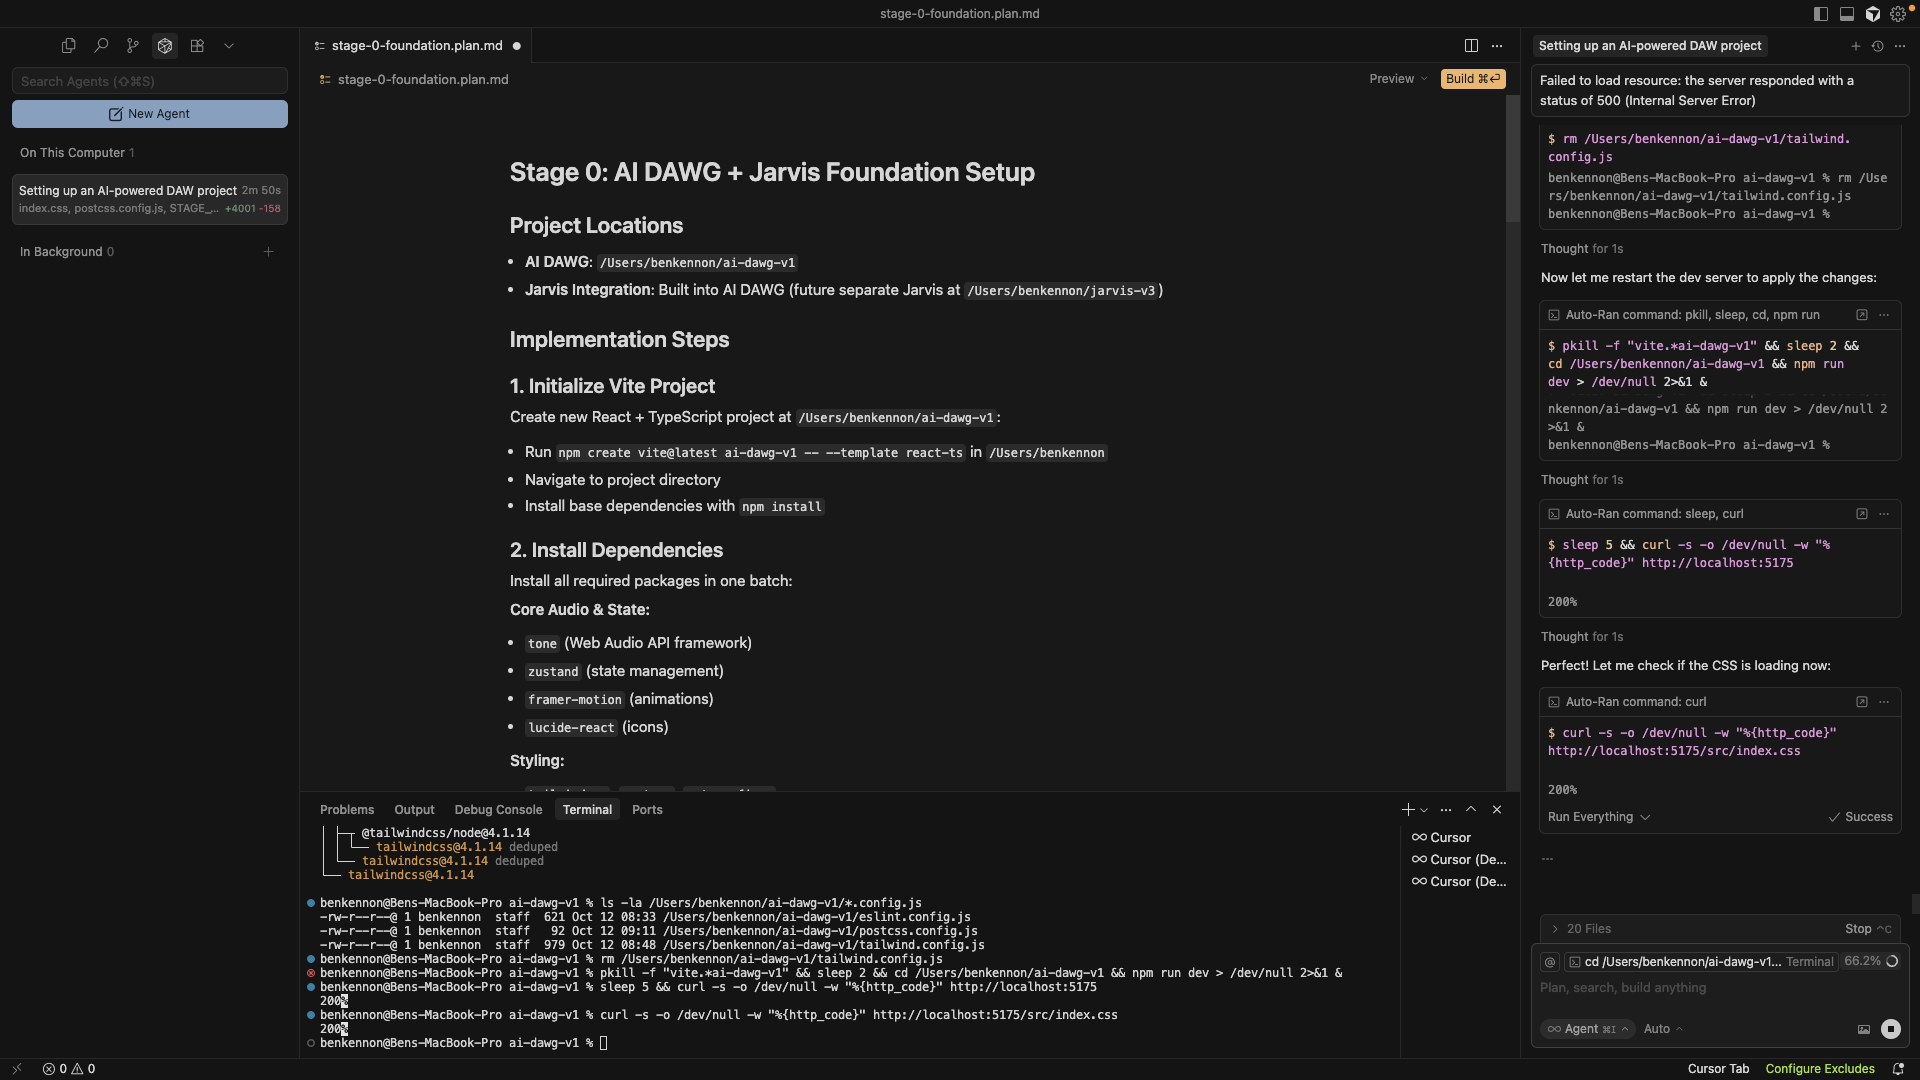 stage-0-foundation.plan.md
Search Agents (⇧⌘S)
New Agent
On This Computer 1
Setting up an AI-powered DAW project 2m 50s
index.css, postcss.config.js, STAGE_... +4001 -158
In Background 0
stage-0-foundation.plan.md
stage-0-foundation.plan.md
Preview
Build ⌘⏎
Stage 0: AI DAWG + Jarvis Foundation Setup
Project Locations
• AI DAWG: /Users/benkennon/ai-dawg-v1
• Jarvis Integration: Built into AI DAWG (future separate Jarvis at /Users/benkennon/jarvis-v3)
Implementation Steps
1. Initialize Vite Project
Create new React + TypeScript project at /Users/benkennon/ai-dawg-v1:
• Run npm create vite@latest ai-dawg-v1 -- --template react-ts in /Users/benkennon
• Navigate to project directory
• Install base dependencies with npm install
2. Install Dependencies
Install all required packages in one batch:
Core Audio & State:
• tone (Web Audio API framework)
• zustand (state management)
• framer-motion (animations)
• lucide-react (icons)
Styling:
Problems Output Debug Console Terminal Ports
@tailwindcss/node@4.1.14
tailwindcss@4.1.14 deduped
tailwindcss@4.1.14 deduped
tailwindcss@4.1.14
benkennon@Bens-MacBook-Pro ai-dawg-v1 % ls -la /Users/benkennon/ai-dawg-v1/*.config.js
-rw-r--r--@ 1 benkennon  staff  621 Oct 12 08:33 /Users/benkennon/ai-dawg-v1/eslint.config.js
-rw-r--r--@ 1 benkennon  staff   92 Oct 12 09:11 /Users/benkennon/ai-dawg-v1/postcss.config.js
-rw-r--r--@ 1 benkennon  staff  979 Oct 12 08:48 /Users/benkennon/ai-dawg-v1/tailwind.config.js
benkennon@Bens-MacBook-Pro ai-dawg-v1 % rm /Users/benkennon/ai-dawg-v1/tailwind.config.js
benkennon@Bens-MacBook-Pro ai-dawg-v1 % pkill -f "vite.*ai-dawg-v1" && sleep 2 && cd /Users/benkennon/ai-dawg-v1 && npm run dev > /dev/null 2>&1 &
benkennon@Bens-MacBook-Pro ai-dawg-v1 % sleep 5 && curl -s -o /dev/null -w "%{http_code}" http://localhost:5175
200%
benkennon@Bens-MacBook-Pro ai-dawg-v1 % curl -s -o /dev/null -w "%{http_code}" http://localhost:5175/src/index.css
200%
benkennon@Bens-MacBook-Pro ai-dawg-v1 %
Cursor
Cursor (De...
Cursor (De...
Setting up an AI-powered DAW project
Failed to load resource: the server responded with a
status of 500 (Internal Server Error)
$ rm /Users/benkennon/ai-dawg-v1/tailwind.
config.js
benkennon@Bens-MacBook-Pro ai-dawg-v1 % rm /Use
rs/benkennon/ai-dawg-v1/tailwind.config.js
benkennon@Bens-MacBook-Pro ai-dawg-v1 %
Thought for 1s
Now let me restart the dev server to apply the changes:
Auto-Ran command: pkill, sleep, cd, npm run
$ pkill -f "vite.*ai-dawg-v1" && sleep 2 &&
cd /Users/benkennon/ai-dawg-v1 && npm run
dev > /dev/null 2>&1 &
nkennon/ai-dawg-v1 && npm run dev > /dev/null 2
>&1 &
benkennon@Bens-MacBook-Pro ai-dawg-v1 %
Thought for 1s
Auto-Ran command: sleep, curl
$ sleep 5 && curl -s -o /dev/null -w "%
{http_code}" http://localhost:5175
200%
Thought for 1s
Perfect! Let me check if the CSS is loading now:
Auto-Ran command: curl
$ curl -s -o /dev/null -w "%{http_code}"
http://localhost:5175/src/index.css
200%
Run Everything
Success
20 Files
Stop ^C
@ cd /Users/benkennon/ai-dawg-v1... Terminal 66.2%
Plan, search, build anything
Agent ⌘I
Auto
0 0
Cursor Tab
Configure Excludes